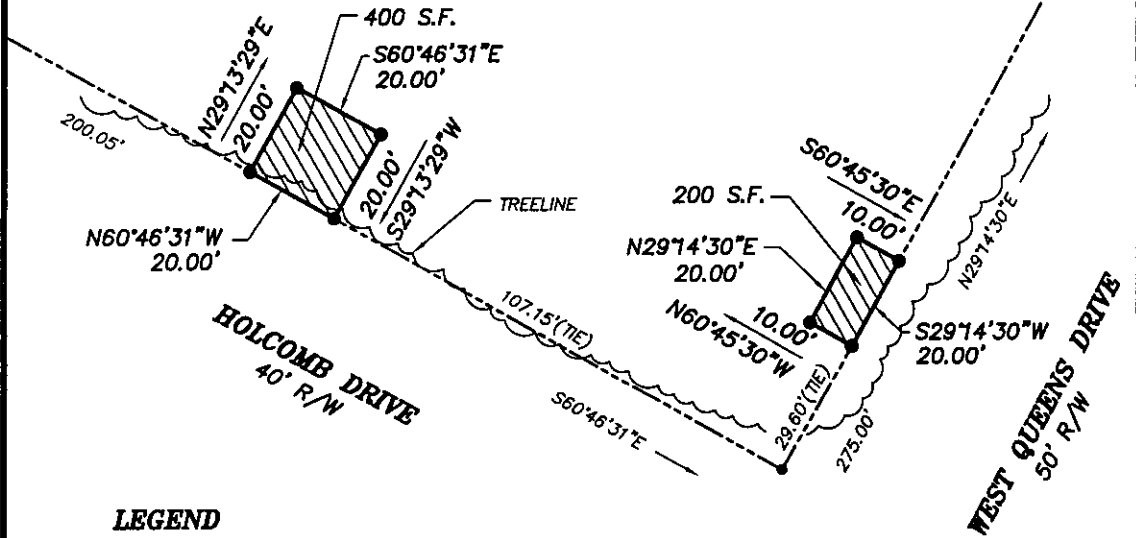 400 S.F.
S60°46'31"E
20.00'
N29°13'29"E
20.00'
200.05'
20.00'
S29°13'29"W
N60°46'31"W
20.00'
TREELINE
S60°45'30"E
10.00'
200 S.F.
N29°14'30"E
20.00'
10.00'
N60°45'30"W
N29°14'30"E
S29°14'30"W
20.00'
107.15'(TIE)
HOLCOMB DRIVE
40' R/W
S60°46'31"E
29.60'(TIE)
275.00'
WEST QUEENS DRIVE
50' R/W
LEGEND